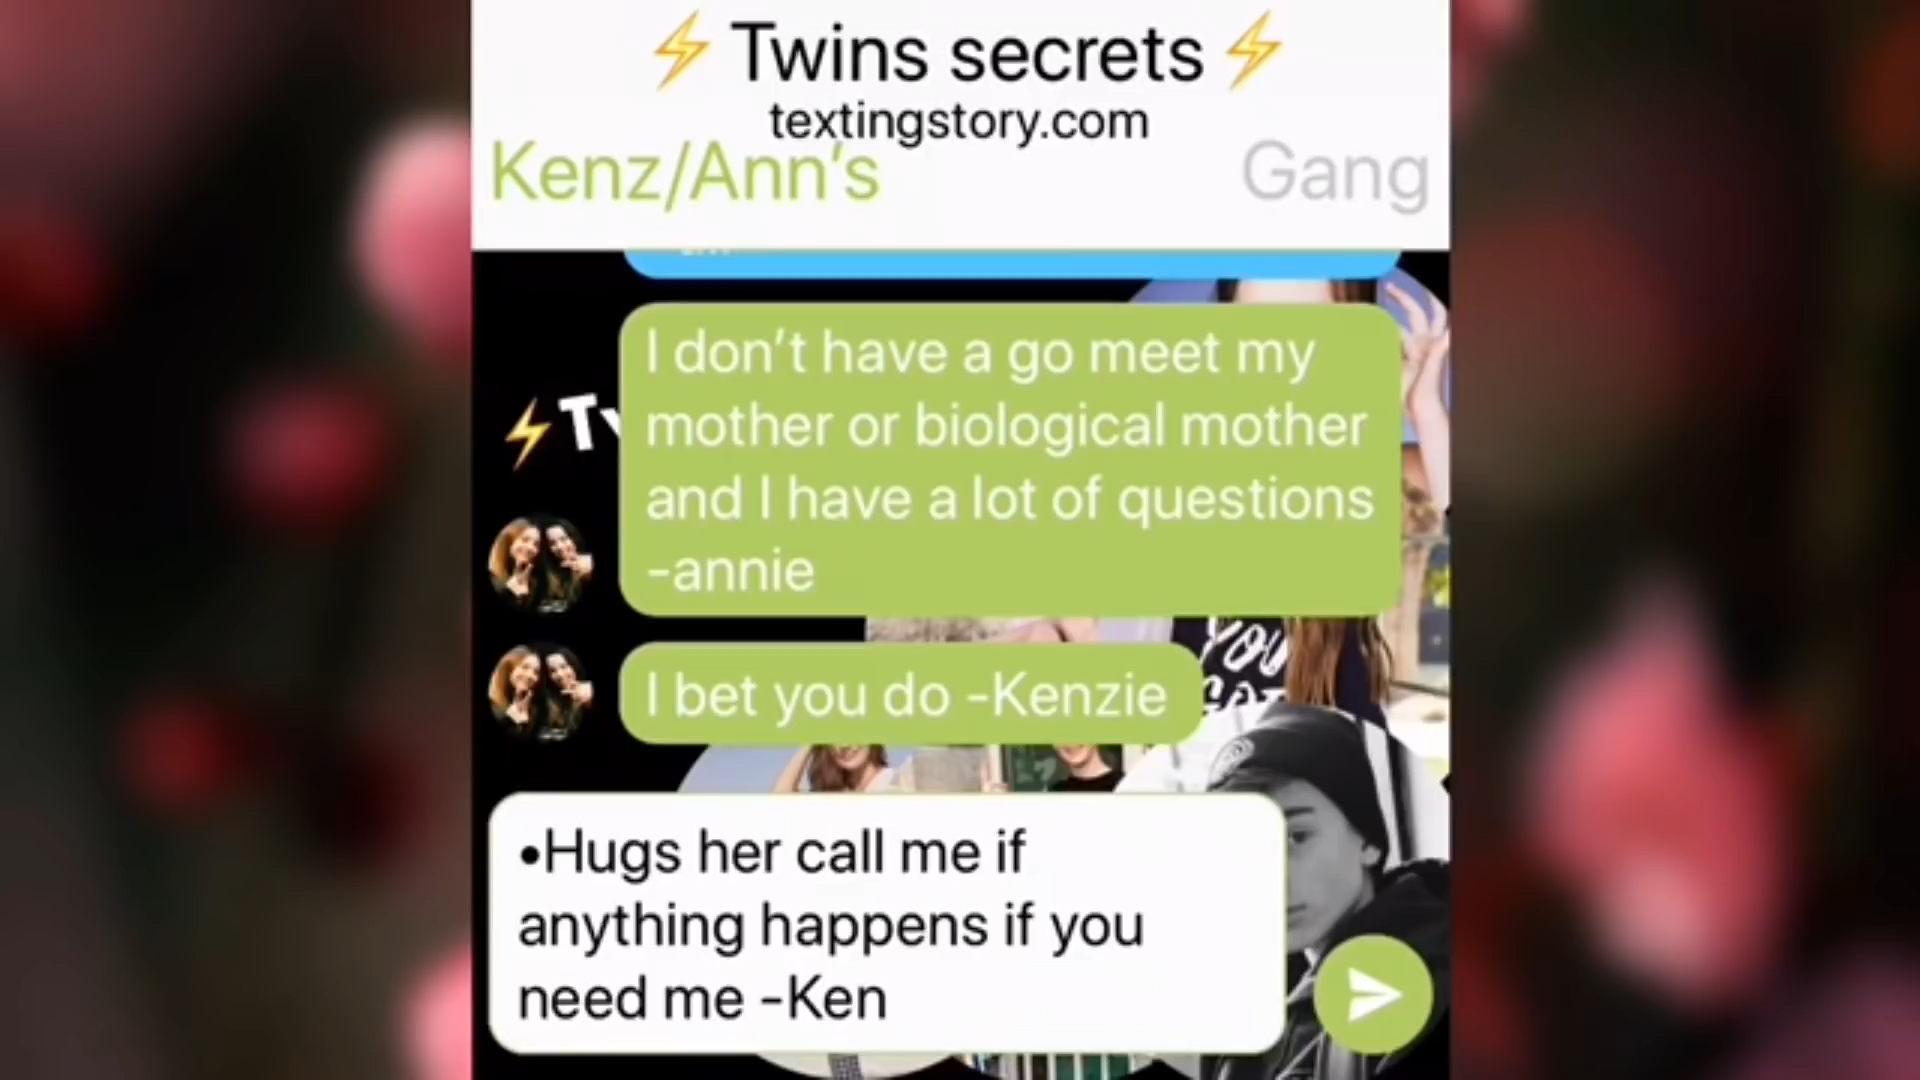 ⚡ Twins secrets ⚡
textingstory.com
Kenz/Ann's
Gang
I don't have a go meet my
mother or biological mother
and I have a lot of questions
-annie
⚡Tw
I bet you do -Kenzie
YOU
•Hugs her call me if
anything happens if you
need me -Ken